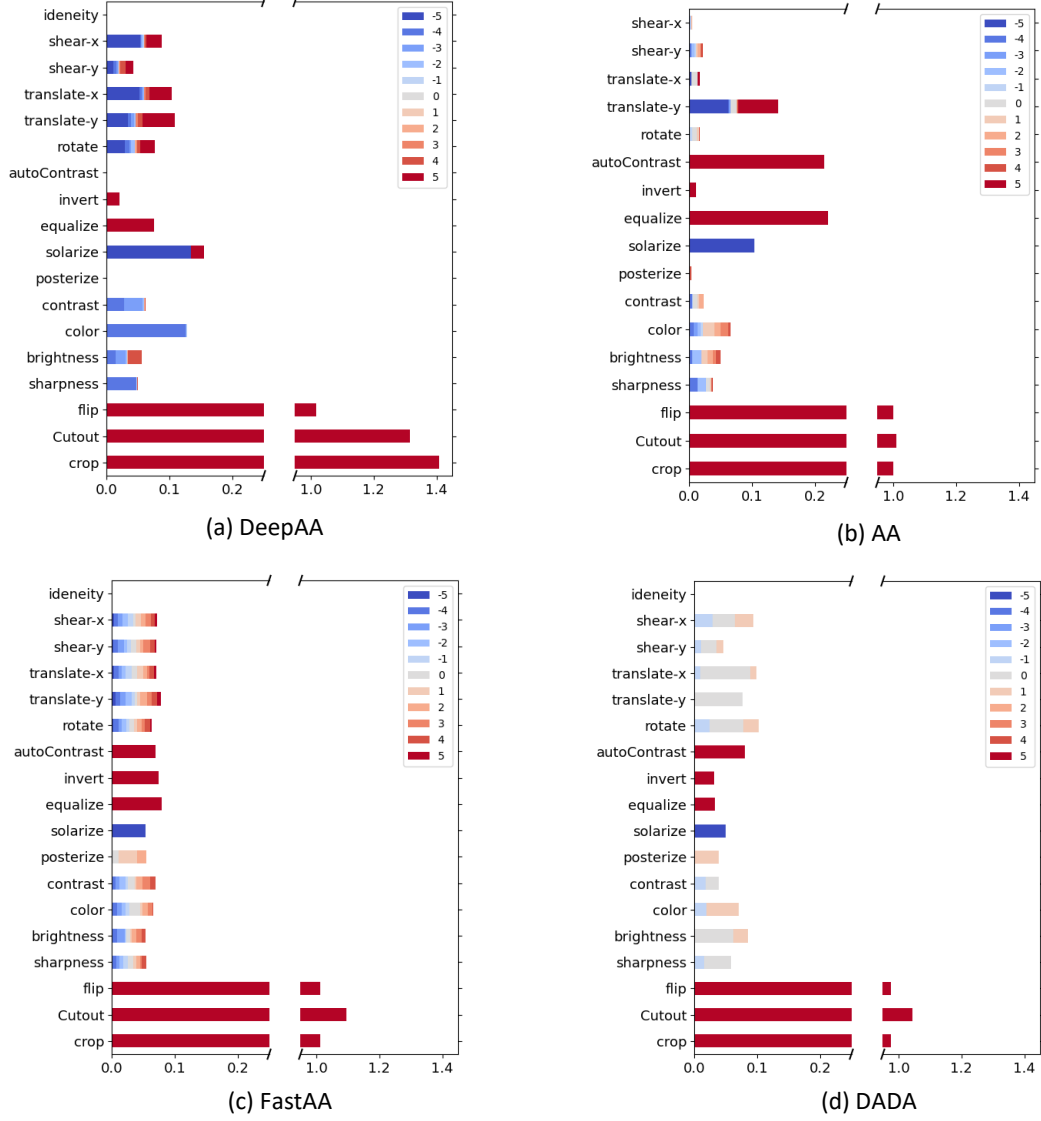 ideneity
shear-x
shear-y
translate-x
translate-y
rotate
autoContrast
invert
equalize
solarize
posterize
contrast
color
brightness
sharpness
flip
Cutout
crop
0.0 0.1 0.2 1.0 1.2 1.4
-5
-4
-3
-2
-1
0
1
2
3
4
5
(a) DeepAA
shear-x
shear-y
translate-x
translate-y
rotate
autoContrast
invert
equalize
solarize
posterize
contrast
color
brightness
sharpness
flip
Cutout
crop
0.0 0.1 0.2 1.0 1.2 1.4
-5
-4
-3
-2
-1
0
1
2
3
4
5
(b) AA
ideneity
shear-x
shear-y
translate-x
translate-y
rotate
autoContrast
invert
equalize
solarize
posterize
contrast
color
brightness
sharpness
flip
Cutout
crop
0.0 0.1 0.2 1.0 1.2 1.4
-5
-4
-3
-2
-1
0
1
2
3
4
5
(c) FastAA
ideneity
shear-x
shear-y
translate-x
translate-y
rotate
autoContrast
invert
equalize
solarize
posterize
contrast
color
brightness
sharpness
flip
Cutout
crop
0.0 0.1 0.2 1.0 1.2 1.4
-5
-4
-3
-2
-1
0
1
2
3
4
5
(d) DADA